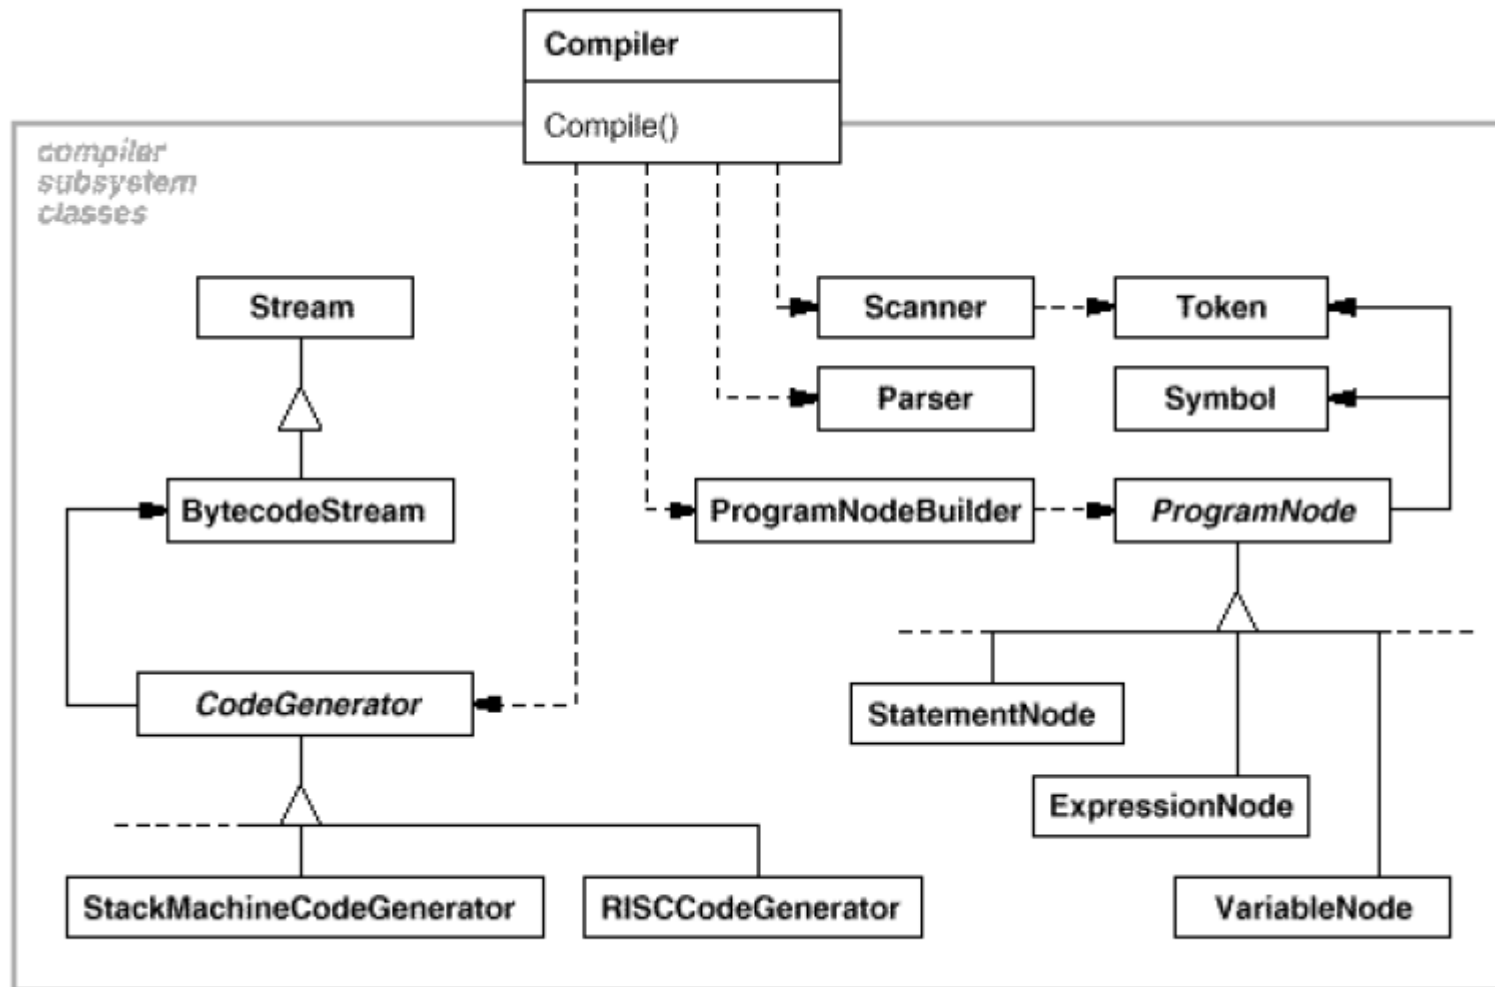 Compiler
Compile()
compiler
subsystem
classes
Stream
Scanner
Token
Parser
Symbol
BytecodeStream
ProgramNodeBuilder
ProgramNode
CodeGenerator
StatementNode
ExpressionNode
StackMachineCodeGenerator
RISCCodeGenerator
VariableNode